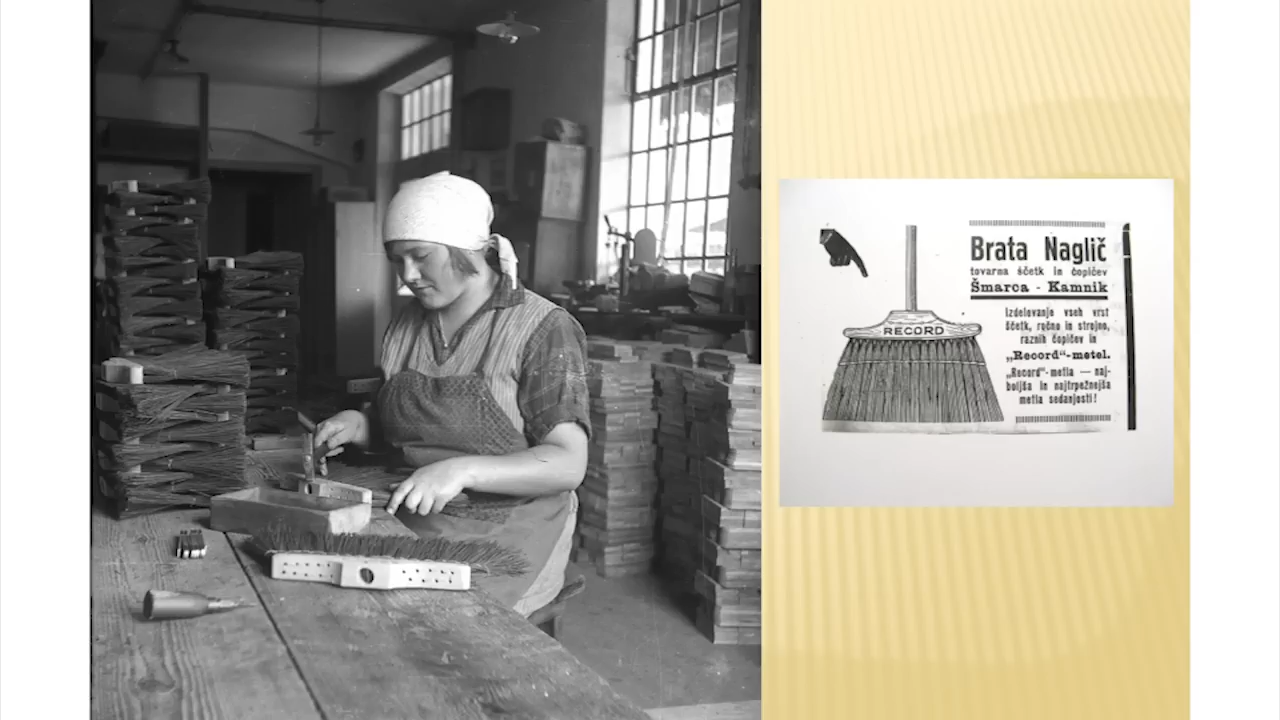 RECORD
Brata Naglič
tovarna ščetk in čopičev
Šmarca - Kamnik
Izdelovanje vseh vrst
ščetk, ročno in strojno,
raznih čopičev in
„Record“-metel.
„Record“-metla — naj-
boljša in najtrpežnejša
metla sedanjosti!